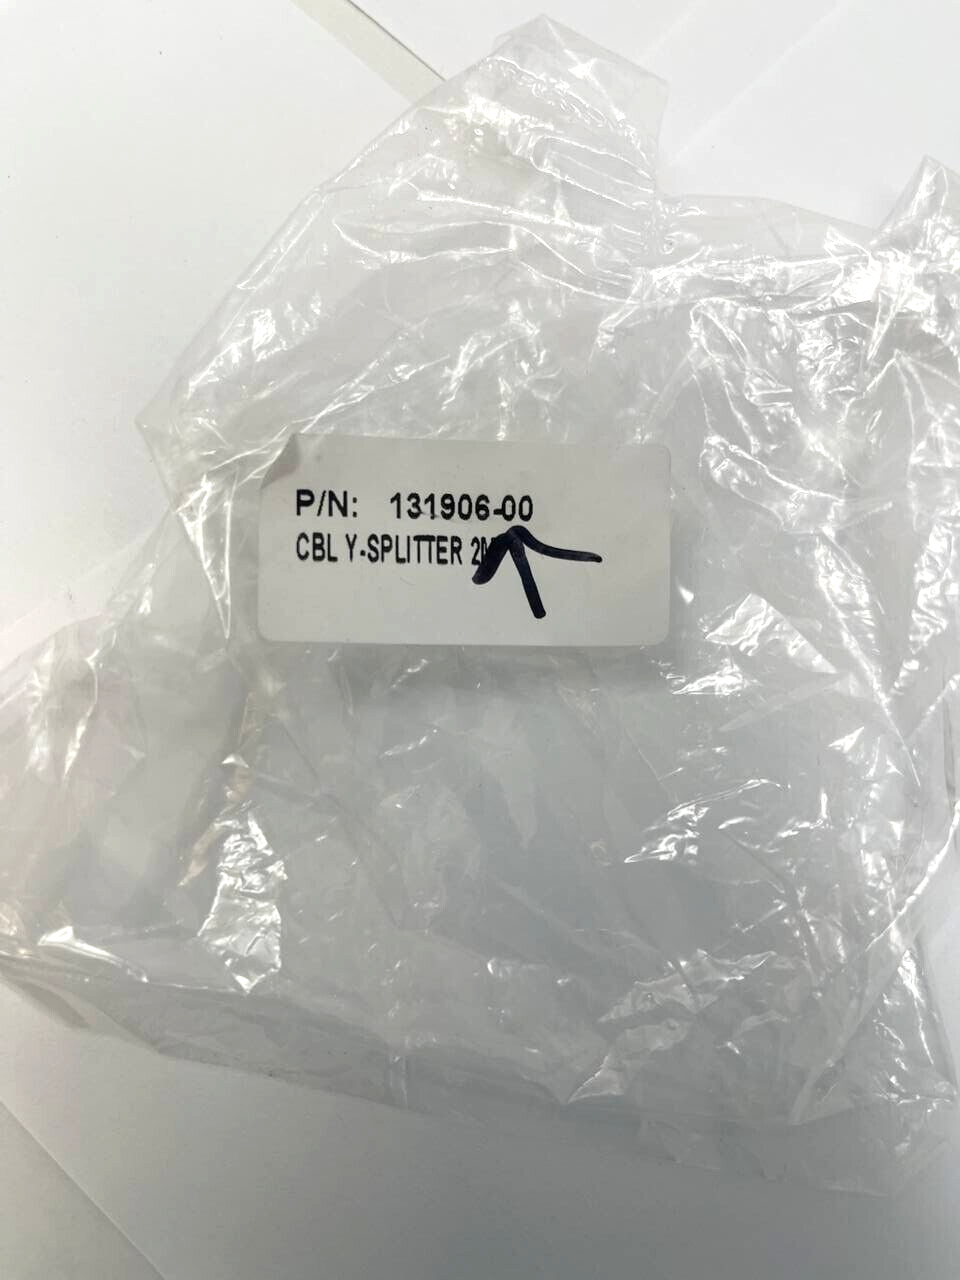 P/N: 131906-00
CBL Y-SPLITTER